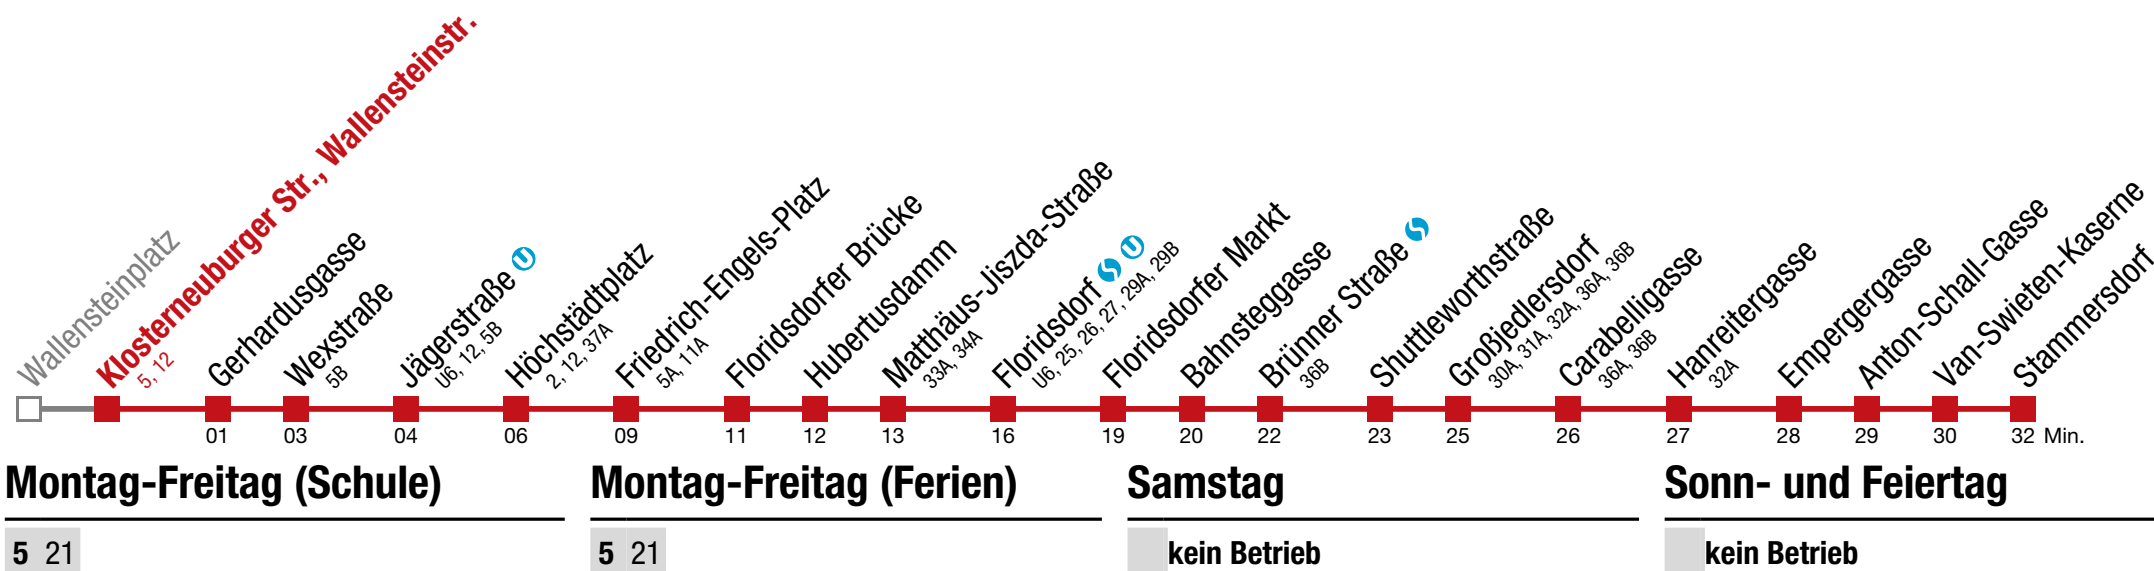 Wallensteinplatz
Klosterneuburger Str., Wallensteinstr.
5, 12
Gerhardusgasse
Wexstraße
5B
Jägerstraße U
U6, 12, 5B
Höchstädtplatz
2, 12, 37A
Friedrich-Engels-Platz
5A, 11A
Floridsdorfer Brücke
Hubertusdamm
Matthäus-Jiszda-Straße
33A, 34A
Floridsdorf S U
U6, 25, 26, 27, 29A, 29B
Floridsdorfer Markt
Bahnsteggasse
Brünner Straße S
36B
Shuttleworthstraße
Großjedlersdorf
30A, 31A, 32A, 36A, 36B
Carabelligasse
36A, 36B
Hanreitergasse
32A
Empergergasse
Anton-Schall-Gasse
Van-Swieten-Kaserne
Stammersdorf
01 03 04 06 09 11 12 13 16 19 20 22 23 25 26 27 28 29 30 32 Min.
Montag-Freitag (Schule) Montag-Freitag (Ferien) Samstag Sonn- und Feiertag
5 21 5 21 kein Betrieb kein Betrieb